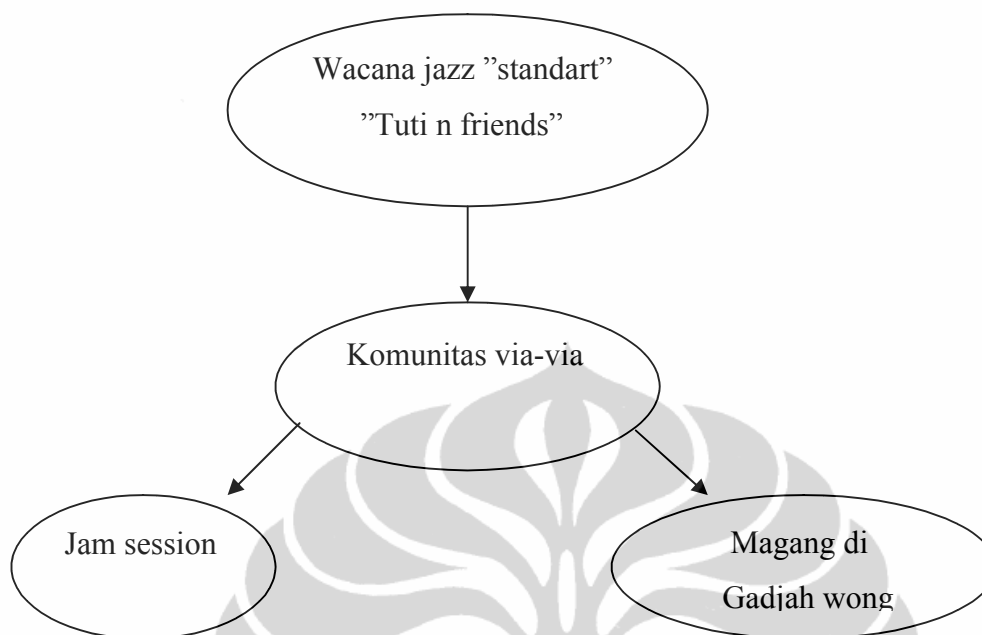 Wacana jazz ”standart”
”Tuti n friends”
Komunitas via-via
Jam session
Magang di
Gadjah wong